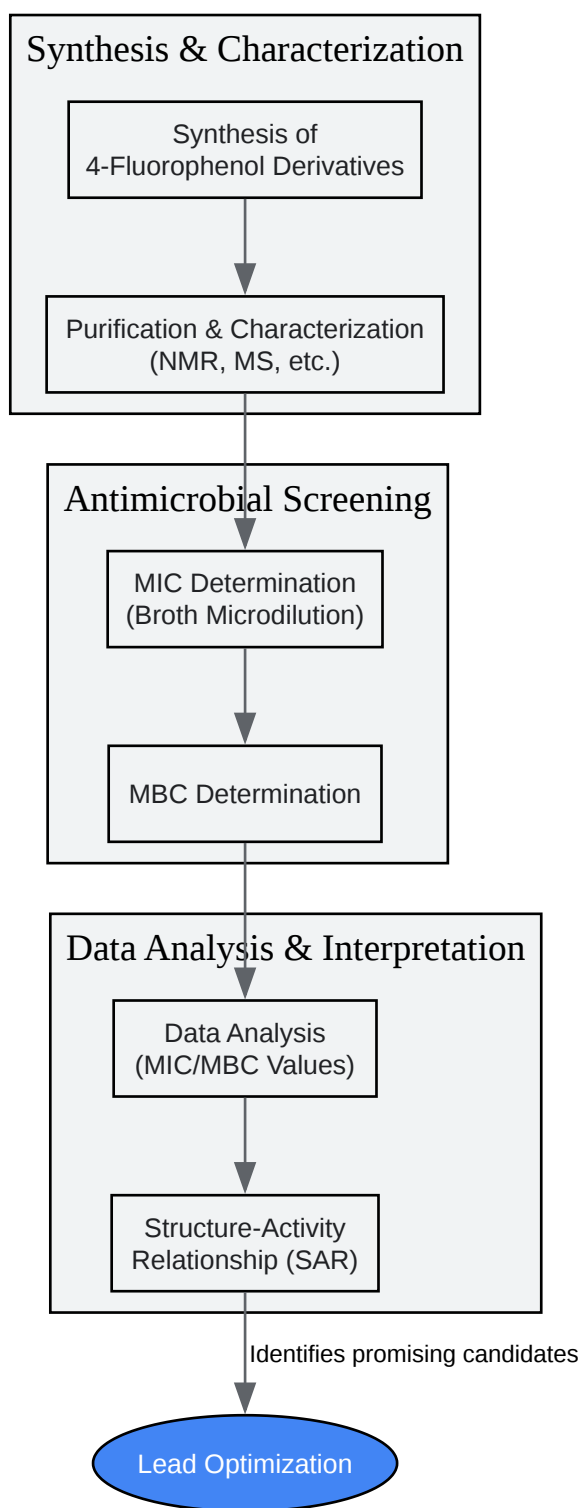 Synthesis & Characterization
Synthesis of
4-Fluorophenol Derivatives
Purification & Characterization
(NMR, MS, etc.)
Antimicrobial Screening
MIC Determination
(Broth Microdilution)
MBC Determination
Data Analysis & Interpretation
Data Analysis
(MIC/MBC Values)
Structure-Activity
Relationship (SAR)
Identifies promising candidates
Lead Optimization